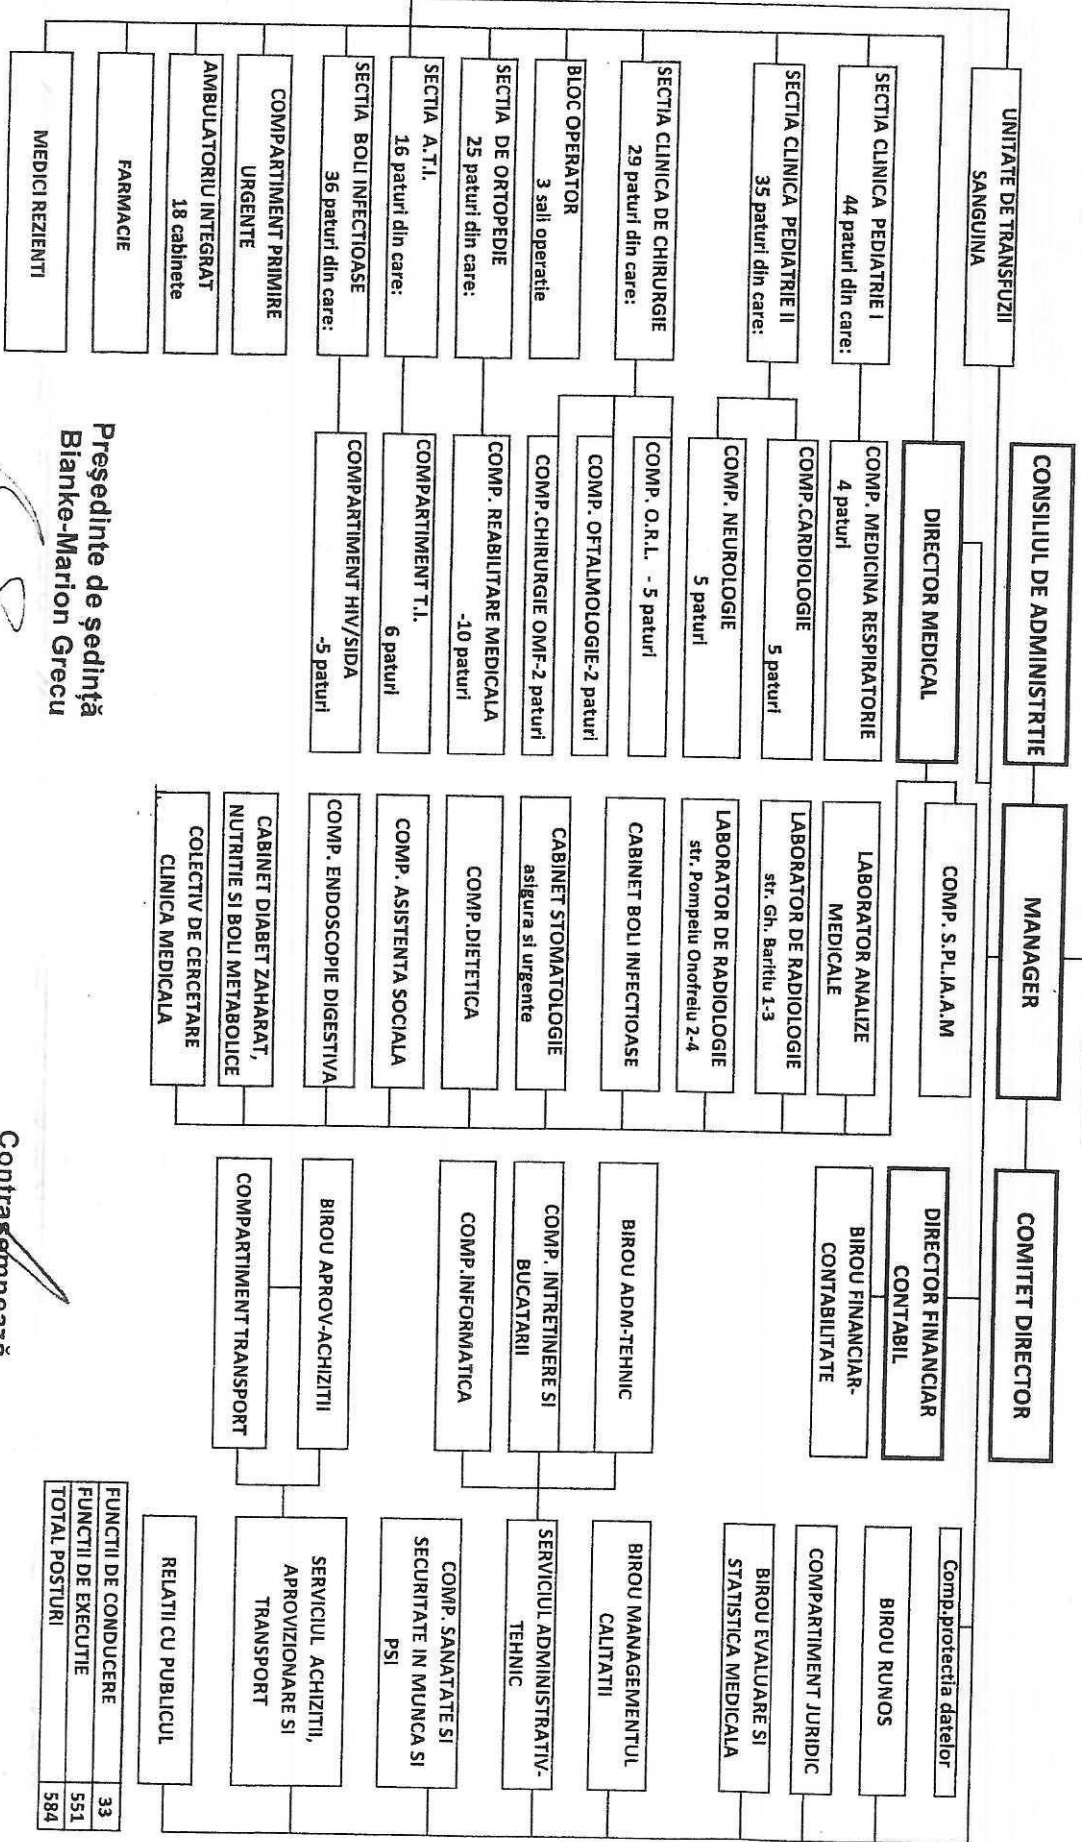 CONSILIUL DE ADMINISTRTIE
MANAGER
COMITET DIRECTOR
UNITATE DE TRANSFUZII
SANGUINA
DIRECTOR MEDICAL
COMP. S.PL.IA.A.M
DIRECTOR FINANCIAR
CONTABIL
BIROU FINANCIAR-
CONTABILITATE
Comp.protectia datelor
BIROU RUNOS
COMPARTIMENT JURIDIC
BIROU EVALUARE SI
STATISTICA MEDICALA
BIROU MANAGEMENTUL
CALITATII
SERVICIUL ADMINISTRATIV-
TEHNIC
COMP. SANATATE SI
SECURITATE IN MUNCA SI
PSI
SERVICIUL ACHIZITII,
APROVIZIONARE SI
TRANSPORT
RELATII CU PUBLICUL
SECTIA CLINICA PEDIATRIE I
44 paturi din care:
SECTIA CLINICA PEDIATRIE II
35 paturi din care:
SECTIA CLINICA DE CHIRURGIE
29 paturi din care:
BLOC OPERATOR
3 sali operatie
SECTIA DE ORTOPEDIE
25 paturi din care:
SECTIA A.T.I.
16 paturi din care:
SECTIA BOLI INFECTIOASE
36 paturi din care:
COMPARTIMENT PRIMIRE
URGENTE
AMBULATORIU INTEGRAT
18 cabinete
FARMACIE
MEDICI REZIENTI
COMP. MEDICINA RESPIRATORIE
4 paturi
COMP.CARDIOLOGIE
5 paturi
COMP. NEUROLOGIE
5 paturi
COMP. O.R.L. - 5 paturi
COMP. OFTALMOLOGIE-2 paturi
COMP.CHIRURGIE OMF-2 paturi
COMP. REABILITARE MEDICALA
-10 paturi
COMPARTIMENT T.I.
6 paturi
COMPARTIMENT HIV/SIDA
-5 paturi
LABORATOR ANALIZE
MEDICALE
LABORATOR DE RADIOLOGIE
str. Gh. Baritiu 1-3
LABORATOR DE RADIOLOGIE
str. Pompeiu Onofreiu 2-4
CABINET BOLI INFECTIOASE
CABINET STOMATOLOGIE
asigura si urgente
COMP.DIETETICA
COMP. ASISTENTA SOCIALA
COMP. ENDOSCOPIE DIGESTIVA
CABINET DIABET ZAHARAT,
NUTRITIE SI BOLI METABOLICE
COLECTIV DE CERCETARE
CLINICA MEDICALA
BIROU ADM-TEHNIC
COMP. INTRETINERE SI
BUCATARII
COMP.INFORMATICA
BIROU APROV-ACHIZITII
COMPARTIMENT TRANSPORT
FUNCTII DE CONDUCERE 33
FUNCTII DE EXECUTIE 551
TOTAL POSTURI 584
Președinte de ședință
Bianke-Marion Grecu
Contrasemnează